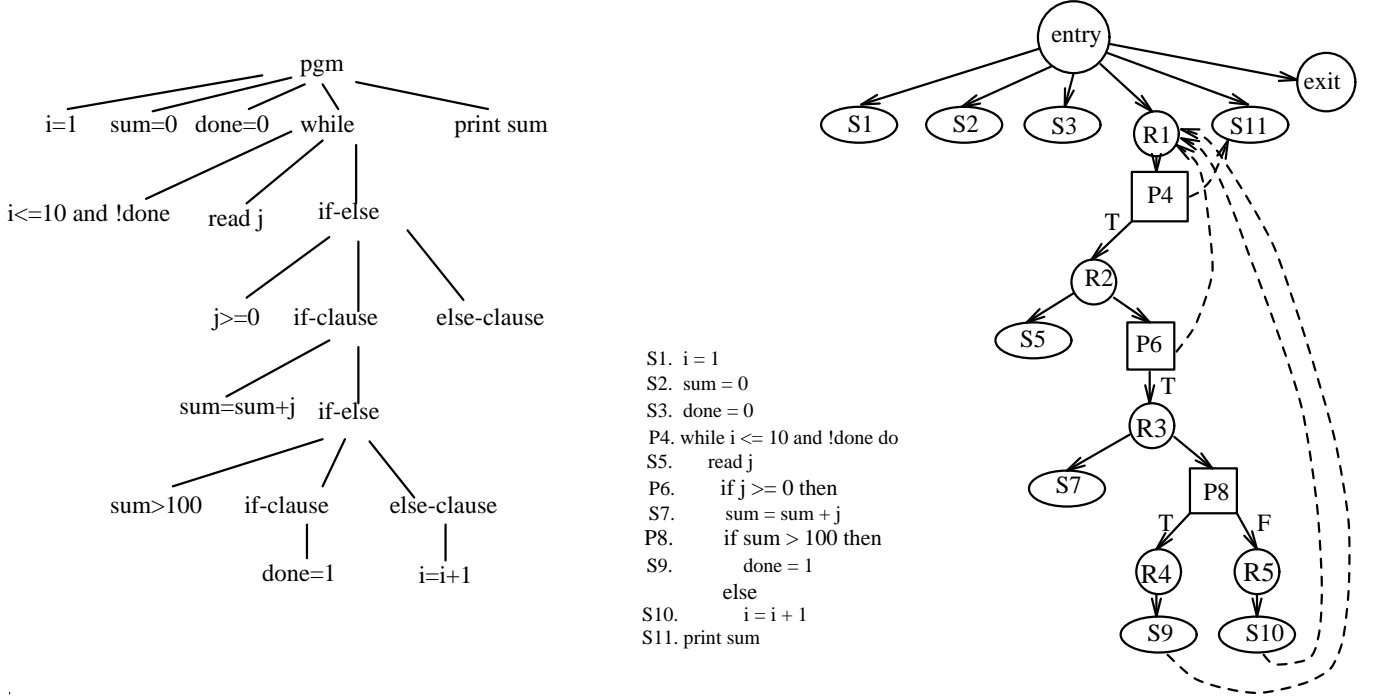 pgm
i=1 sum=0 done=0 while print sum
i<=10 and !done read j if-else
j>=0 if-clause else-clause
sum=sum+j if-else
sum>100 if-clause else-clause
done=1 i=i+1
S1. i = 1
S2. sum = 0
S3. done = 0
P4. while i <= 10 and !done do
S5. read j
P6. if j >= 0 then
S7. sum = sum + j
P8. if sum > 100 then
S9. done = 1
else
S10. i = i + 1
S11. print sum
entry
exit
S1 S2 S3 R1 S11
P4
T
R2
S5 P6
T
R3
S7 P8
T F
R4 R5
S9 S10